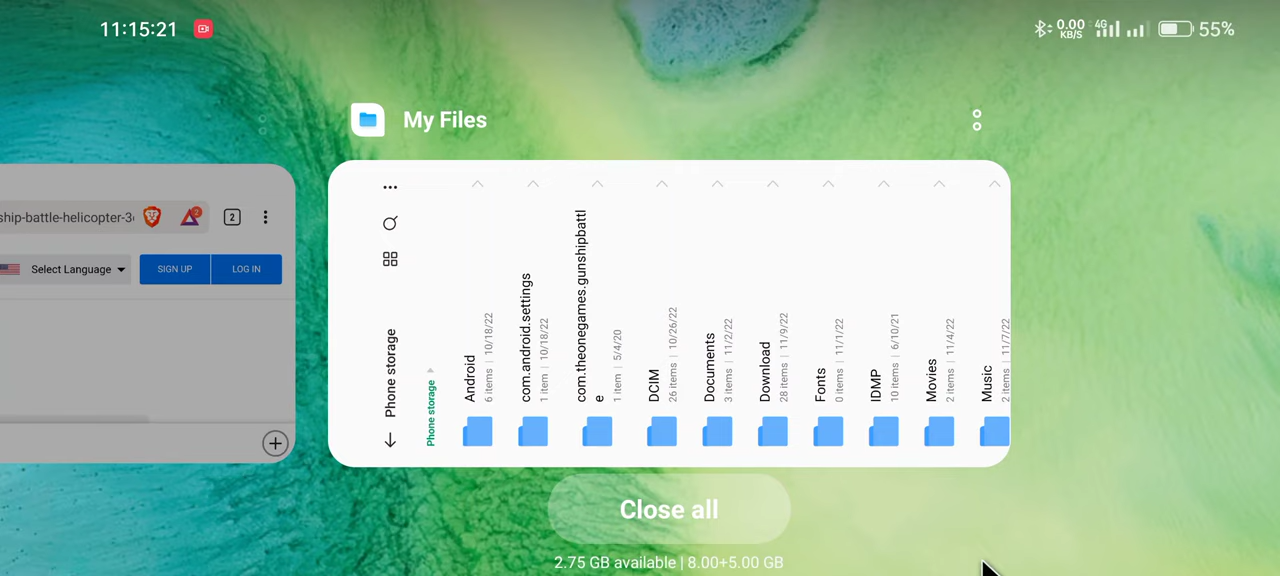 11:15:21
0.00
KB/S
4G
55%
My Files
ship-battle-helicopter-3
2
2
Select Language
SIGN UP
LOG IN
Phone storage
Phone storage
Android
6 items | 10/18/22
com.android.settings
1 item | 10/18/22
com.theonegames.gunshipbattl
e
1 item | 5/4/20
DCIM
26 items | 10/26/22
Documents
3 items | 11/2/22
Download
28 items | 11/9/22
Fonts
0 items | 11/1/22
IDMP
10 items | 6/10/21
Movies
2 items | 11/4/22
Music
2 items | 11/7/22
Close all
2.75 GB available | 8.00+5.00 GB